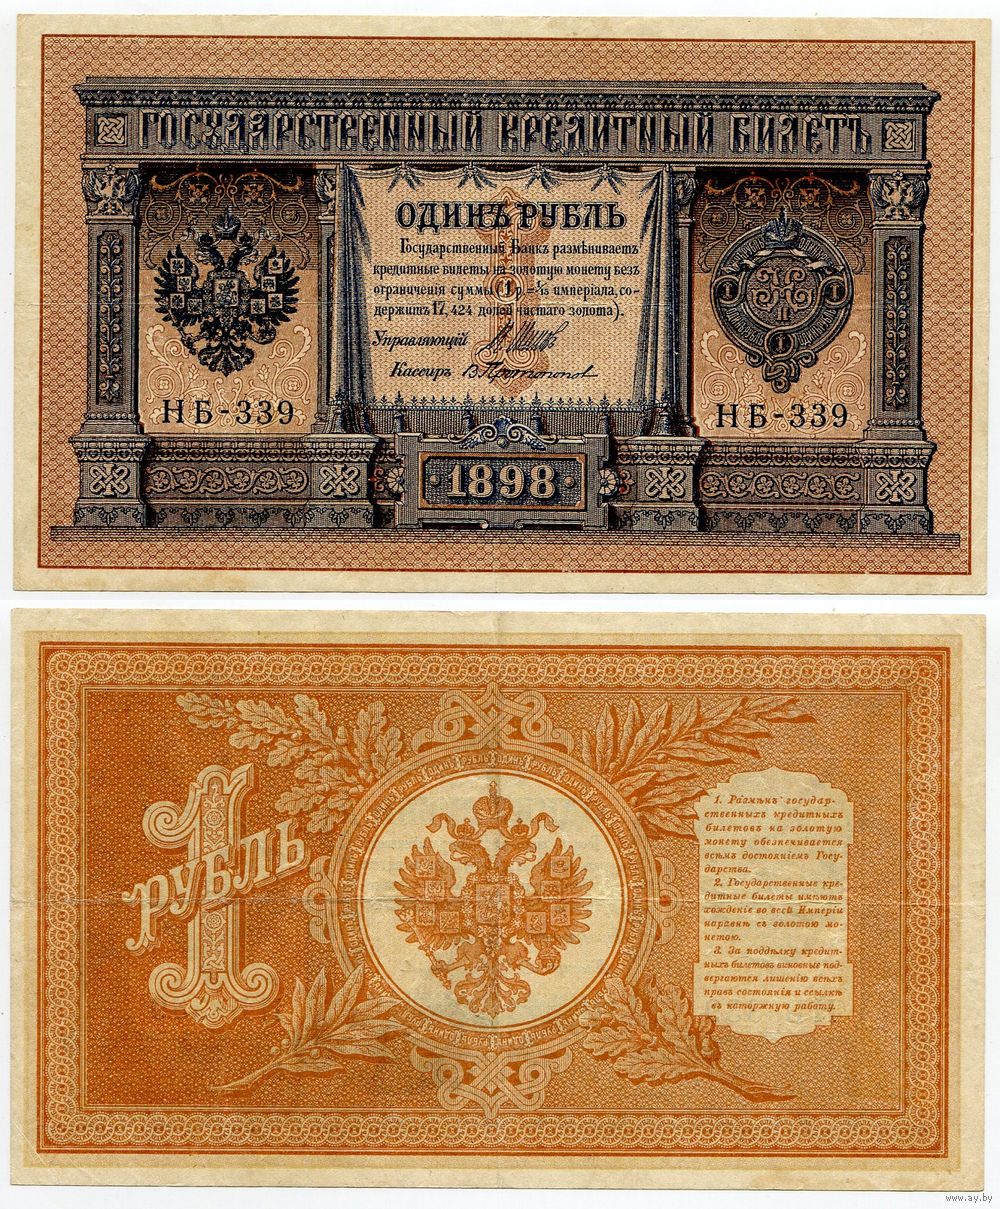 ГОСУДАРСТВЕННЫЙ КРЕДИТНЫЙ БИЛЕТЪ
ОДИНЪ РУБЛЬ
Государственный Банкъ размѣниваетъ
кредитные билеты на золотую монету безъ
ограниченія суммы (1 р. = 1/15 имперіала, со-
держитъ 17,424 долей чистаго золота).
Управляющій
Кассиръ
НБ-339
НБ-339
1898
1
РУБЛЬ
1. Размѣнъ государ-
ственныхъ кредитныхъ
билетовъ на золотую
монету обезпечивается
всѣмъ достояніемъ Госу-
дарства.
2. Государственные кре-
дитные билеты имѣютъ
хожденіе во всей Имперіи
наравнѣ съ золотою мо-
нетою.
3. За поддѣлку кредит-
ныхъ билетовъ виновные под-
вергаются лишенію всѣхъ
правъ состоянія и ссылкѣ
въ каторжную работу.
www.ay.by